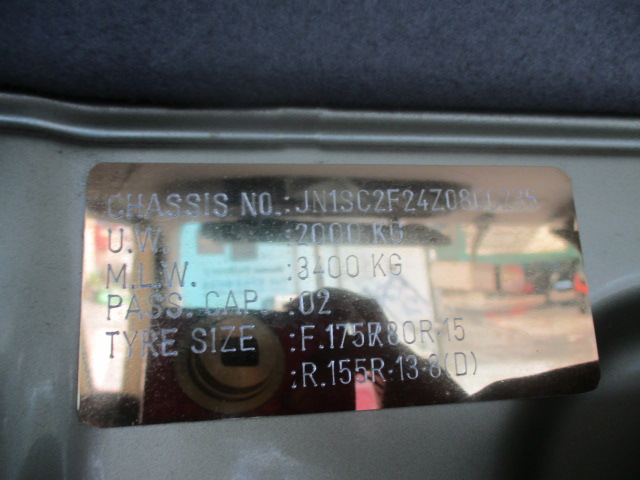 CHASSIS NO.:
U.W. :2000 KG
M.L.W. :3400 KG
PASS. CAP :02
TYRE SIZE :F.175R80R-15
:R.155R-13-8(D)